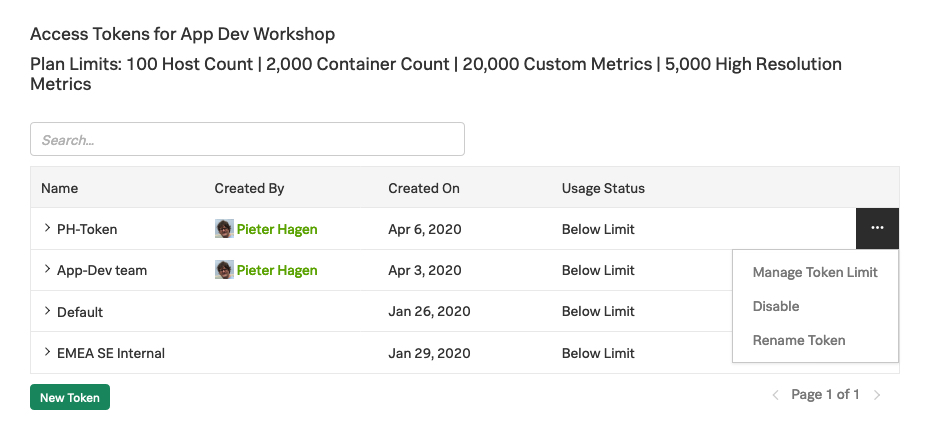 Access Tokens for App Dev Workshop
Plan Limits: 100 Host Count | 2,000 Container Count | 20,000 Custom Metrics | 5,000 High Resolution
Metrics
Search...
Name Created By Created On Usage Status
PH-Token Pieter Hagen Apr 6, 2020 Below Limit ...
App-Dev team Pieter Hagen Apr 3, 2020 Below Limit
Manage Token Limit
Disable
Rename Token
Default Jan 26, 2020 Below Limit
EMEA SE Internal Jan 29, 2020 Below Limit
New Token
Page 1 of 1